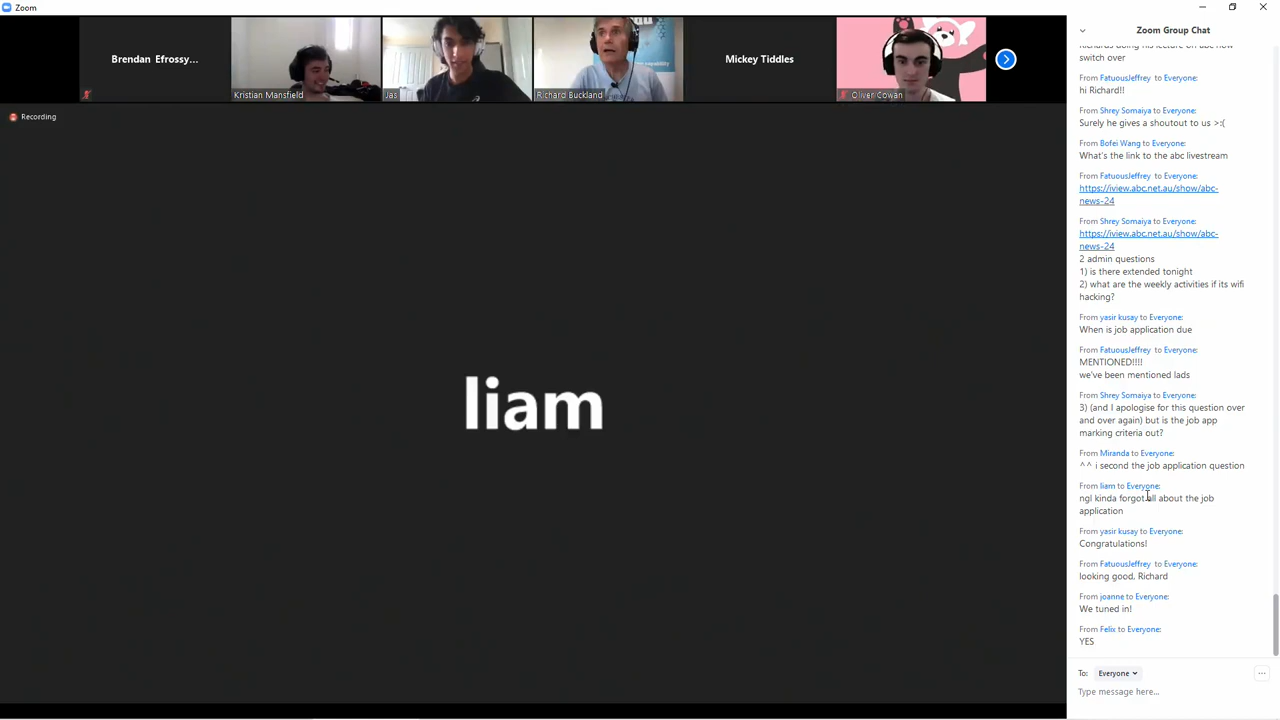 Zoom
Brendan Efrossy...
Kristian Mansfield
Jas
Richard Buckland
Mickey Tiddles
Oliver Cowan
Recording
liam
Zoom Group Chat
switch over
From FatuousJeffrey to Everyone:
hi Richard!!
From Shrey Somaiya to Everyone:
Surely he gives a shoutout to us >:(
From Bofei Wang to Everyone:
What's the link to the abc livestream
From FatuousJeffrey to Everyone:
https://iview.abc.net.au/show/abc-
news-24
From Shrey Somaiya to Everyone:
https://iview.abc.net.au/show/abc-
news-24
2 admin questions
1) is there extended tonight
2) what are the weekly activities if its wifi
hacking?
From yasir kusay to Everyone:
When is job application due
From FatuousJeffrey to Everyone:
MENTIONED!!!!
we've been mentioned lads
From Shrey Somaiya to Everyone:
3) (and I apologise for this question over
and over again) but is the job app
marking criteria out?
From Miranda to Everyone:
^^ i second the job application question
From liam to Everyone:
ngl kinda forgot all about the job
application
From yasir kusay to Everyone:
Congratulations!
From FatuousJeffrey to Everyone:
looking good, Richard
From joanne to Everyone:
We tuned in!
From Felix to Everyone:
YES
To: Everyone
Type message here...